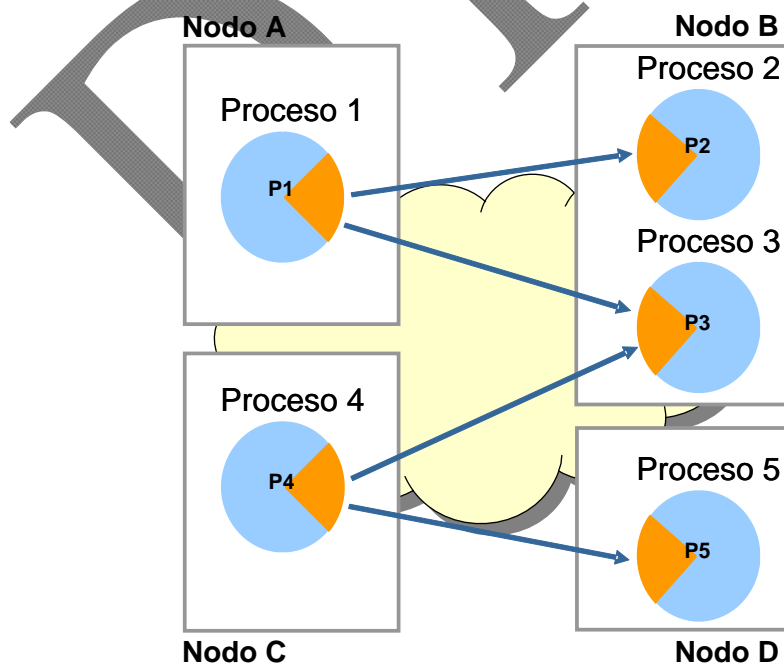 Nodo A
Nodo B
Proceso 1
P1
Proceso 2
P2
Proceso 3
P3
Proceso 4
P4
Proceso 5
P5
Nodo C
Nodo D